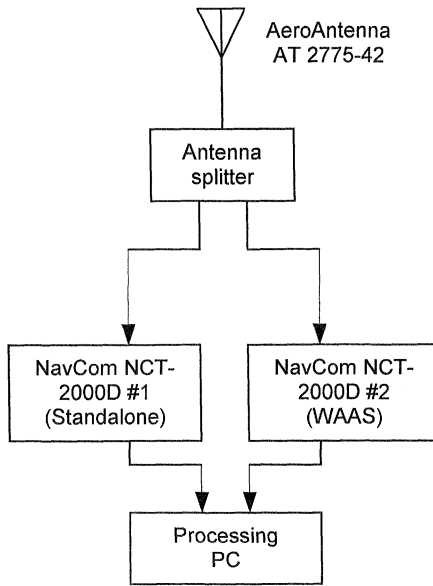 AeroAntenna
AT 2775-42
Antenna
splitter
NavCom NCT-
2000D #1
(Standalone)
NavCom NCT-
2000D #2
(WAAS)
Processing
PC